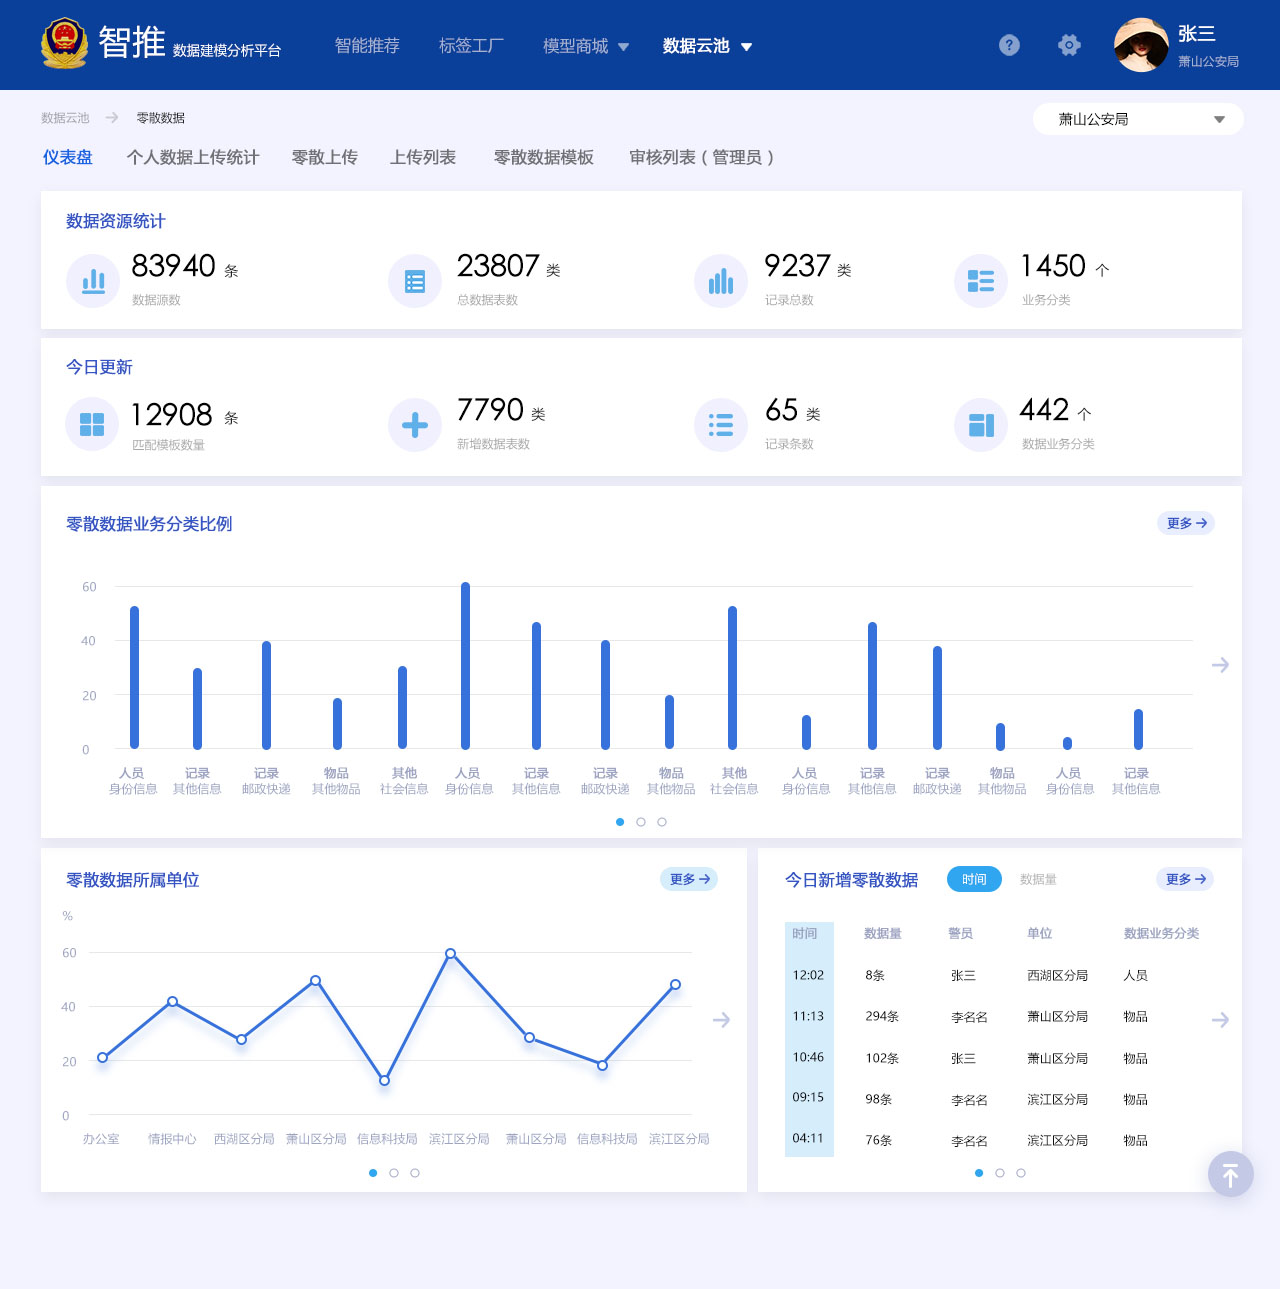 智推 数据建模分析平台 智能推荐 标签工厂 模型商城 数据云池 ? 张三
萧山公安局
数据云池 零散数据 萧山公安局
仪表盘 个人数据上传统计 零散上传 上传列表 零散数据模板 审核列表（管理员）
数据资源统计
83940 条 23807 类 9237 类 1450 个
数据源数 总数据表数 记录总数 业务分类
今日更新
12908 条 7790 类 65 类 442 个
匹配模板数量 新增数据表数 记录条数 数据业务分类
零散数据业务分类比例 更多
60
40
20
0
人员 记录 记录 物品 其他 人员 记录 记录 物品 其他 人员 记录 记录 物品 人员 记录
身份信息 其他信息 邮政快递 其他物品 社会信息 身份信息 其他信息 邮政快递 其他物品 社会信息 身份信息 其他信息 邮政快递 其他物品 身份信息 其他信息
零散数据所属单位 更多
%
60
40
20
0
办公室 情报中心 西湖区分局 萧山区分局 信息科技局 滨江区分局 萧山区分局 信息科技局 滨江区分局
今日新增零散数据 时间 数据量 更多
时间 数据量 警员 单位 数据业务分类
12:02 8条 张三 西湖区分局 人员
11:13 294条 李名名 萧山区分局 物品
10:46 102条 张三 萧山区分局 物品
09:15 98条 李名名 滨江区分局 物品
04:11 76条 李名名 滨江区分局 物品